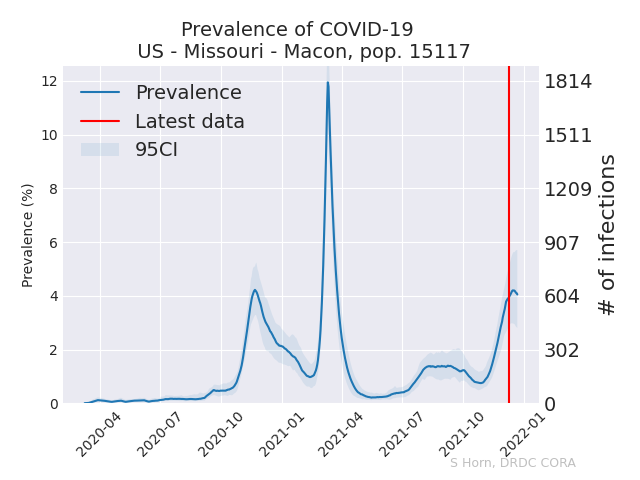 Prevalence of COVID-19
US - Missouri - Macon, pop. 15117
Prevalence
Latest data
95CI
Prevalence (%)
12
10
8
6
4
2
0
1814
1511
1209
907
604
302
0
# of infections
2020-04
2020-07
2020-10
2021-01
2021-04
2021-07
2021-10
2022-01
S Horn, DRDC CORA